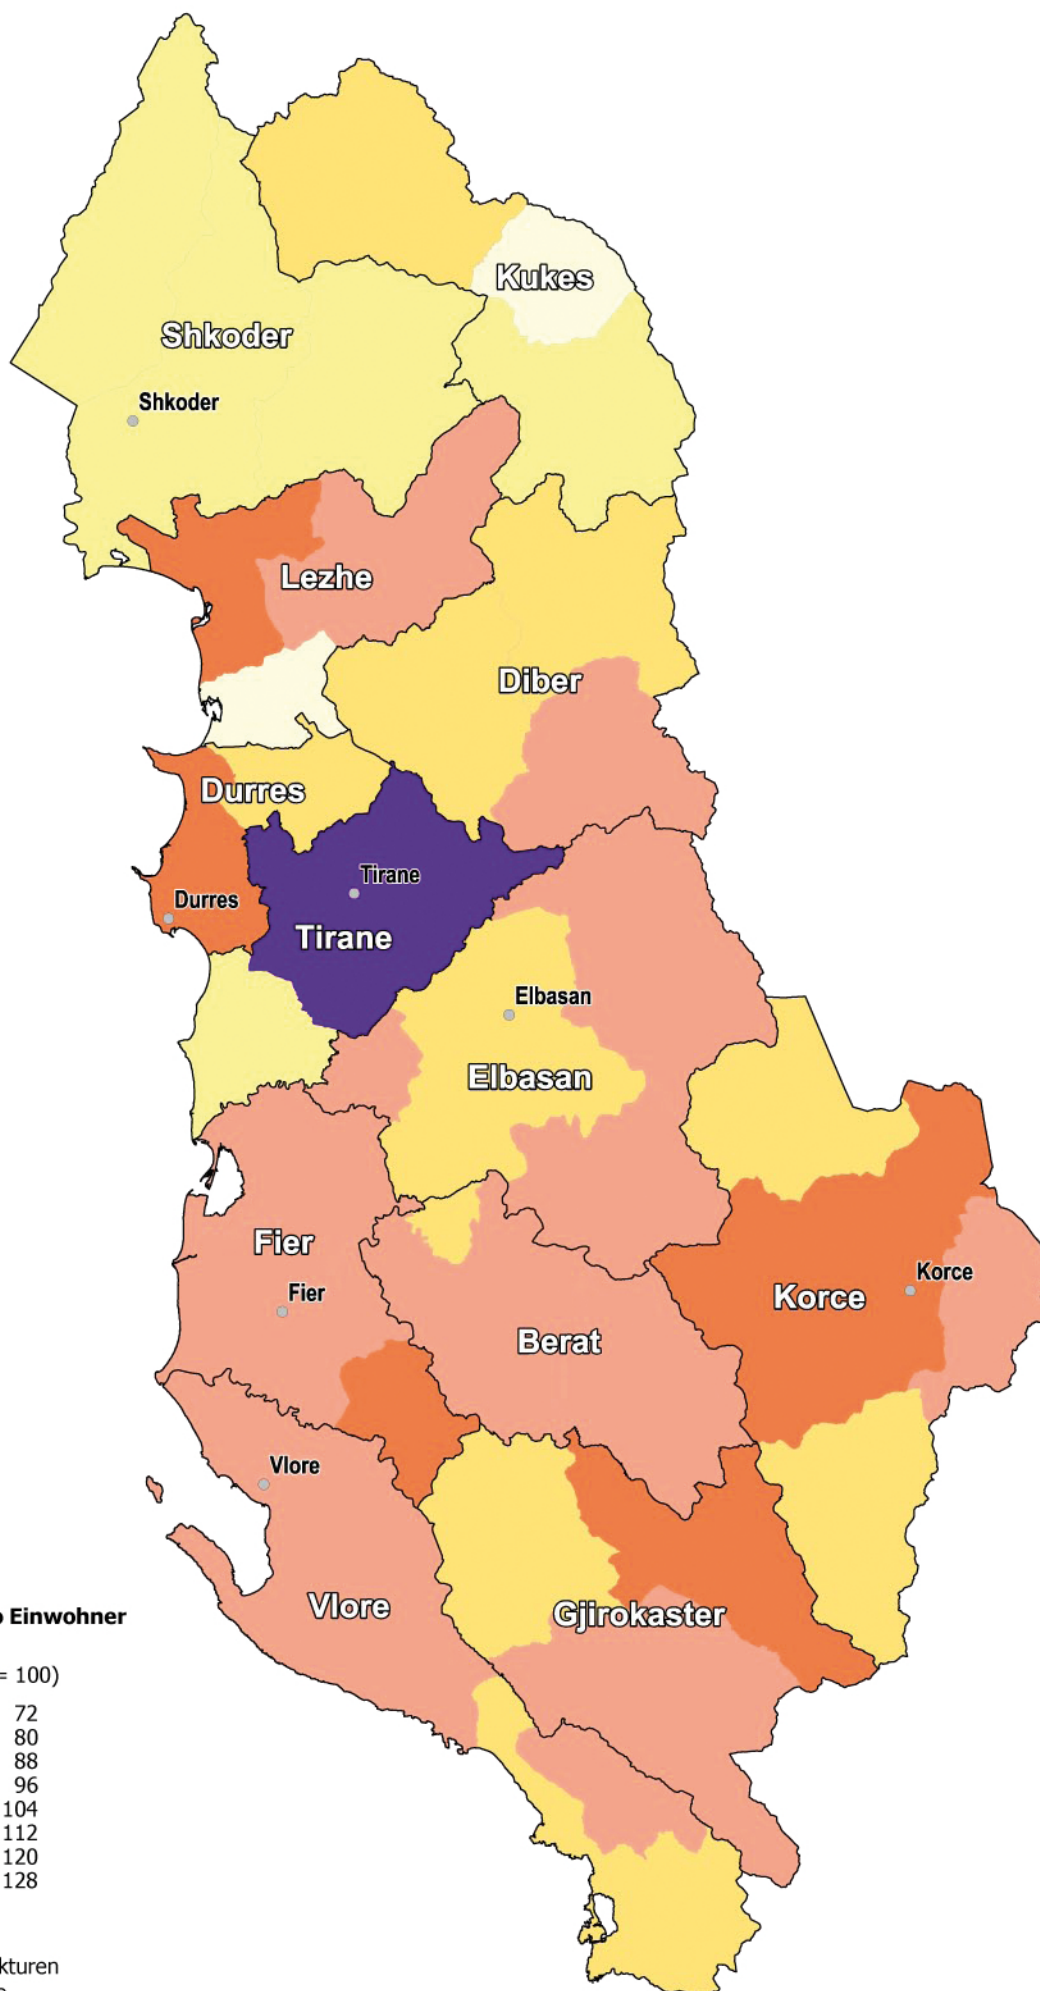 Kukes
Shkoder
Shkoder
Lezhe
Diber
Durres
Tirane
Durres
Tirane
Elbasan
Elbasan
Fier
Korce
Fier
Korce
Berat
Vlore
Vlore
Gjirokaster
Einwohner
= 100)
72
80
88
96
104
112
120
128
kturen